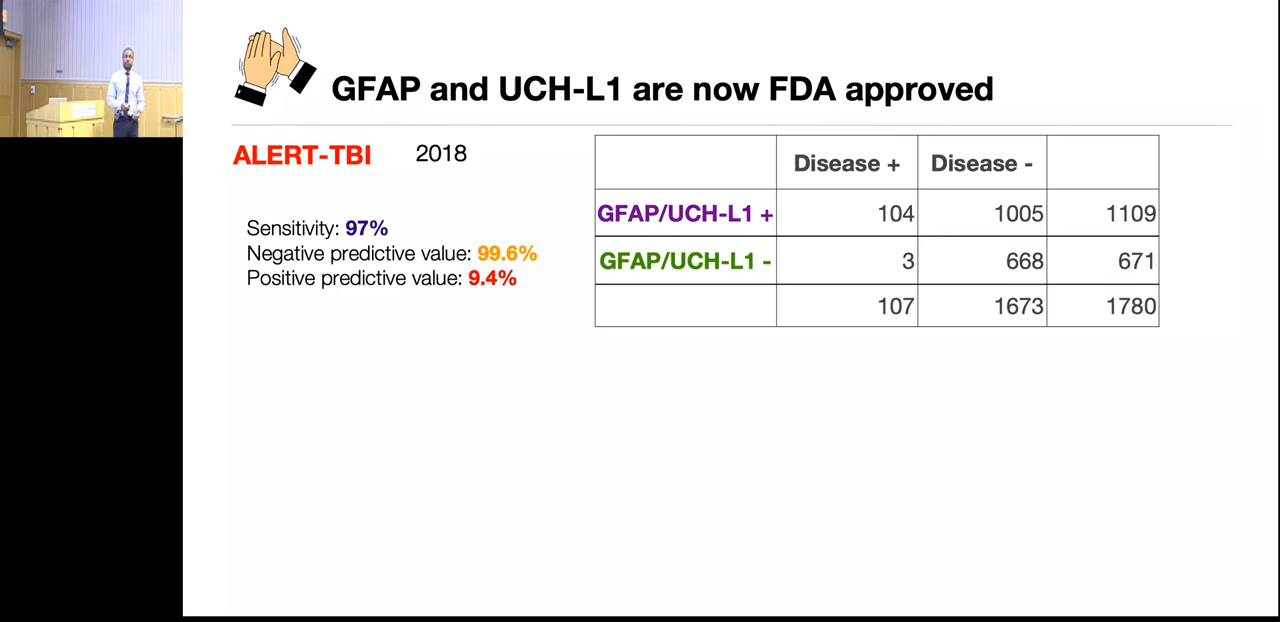 GFAP and UCH-L1 are now FDA approved
ALERT-TBI 2018
Sensitivity: 97%
Negative predictive value: 99.6%
Positive predictive value: 9.4%
Disease + Disease -
GFAP/UCH-L1 + 104 1005 1109
GFAP/UCH-L1 - 3 668 671
107 1673 1780